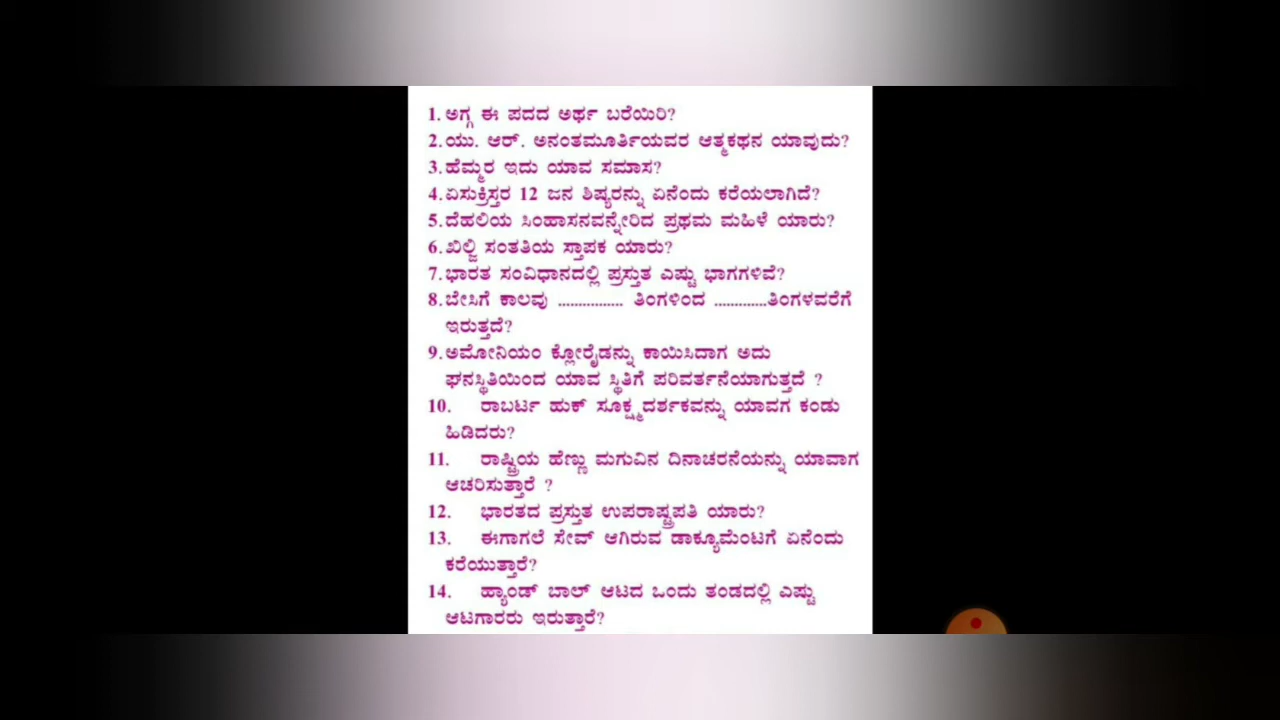 1. ಅಗ್ಗ ಈ ಪದದ ಅರ್ಥ ಬರೆಯಿರಿ?
2. ಯು. ಆರ್. ಅನಂತಮೂರ್ತಿಯವರ ಆತ್ಮಕಥನ ಯಾವುದು?
3. ಹೆಮ್ಮರ ಇದು ಯಾವ ಸಮಾಸ?
4. ಏಸುಕ್ರಿಸ್ತರ 12 ಜನ ಶಿಷ್ಯರನ್ನು ಏನೆಂದು ಕರೆಯಲಾಗಿದೆ?
5. ದೆಹಲಿಯ ಸಿಂಹಾಸನವನ್ನೇರಿದ ಪ್ರಥಮ ಮಹಿಳೆ ಯಾರು?
6. ಖಿಲ್ಜಿ ಸಂತತಿಯ ಸ್ತಾಪಕ ಯಾರು?
7. ಭಾರತ ಸಂವಿಧಾನದಲ್ಲಿ ಪ್ರಸ್ತುತ ಎಷ್ಟು ಭಾಗಗಳಿವೆ?
8. ಬೇಸಿಗೆ ಕಾಲವು ................ ತಿಂಗಳಿಂದ .............ತಿಂಗಳವರೆಗೆ
ಇರುತ್ತದೆ?
9. ಅಮೋನಿಯಂ ಕ್ಲೋರೈಡನ್ನು ಕಾಯಿಸಿದಾಗ ಅದು
ಘನಸ್ಥಿತಿಯಿಂದ ಯಾವ ಸ್ಥಿತಿಗೆ ಪರಿವರ್ತನೆಯಾಗುತ್ತದೆ ?
10. ರಾಬರ್ಟ ಹುಕ್ ಸೂಕ್ಷ್ಮದರ್ಶಕವನ್ನು ಯಾವಗ ಕಂಡು
ಹಿಡಿದರು?
11. ರಾಷ್ಟ್ರಿಯ ಹೆಣ್ಣು ಮಗುವಿನ ದಿನಾಚರನೆಯನ್ನು ಯಾವಾಗ
ಆಚರಿಸುತ್ತಾರೆ ?
12. ಭಾರತದ ಪ್ರಸ್ತುತ ಉಪರಾಷ್ಟ್ರಪತಿ ಯಾರು?
13. ಈಗಾಗಲೆ ಸೇವ್ ಆಗಿರುವ ಡಾಕ್ಯೂಮೆಂಟಗೆ ಏನೆಂದು
ಕರೆಯುತ್ತಾರೆ?
14. ಹ್ಯಾಂಡ್ ಬಾಲ್ ಆಟದ ಒಂದು ತಂಡದಲ್ಲಿ ಎಷ್ಟು
ಆಟಗಾರರು ಇರುತ್ತಾರೆ?